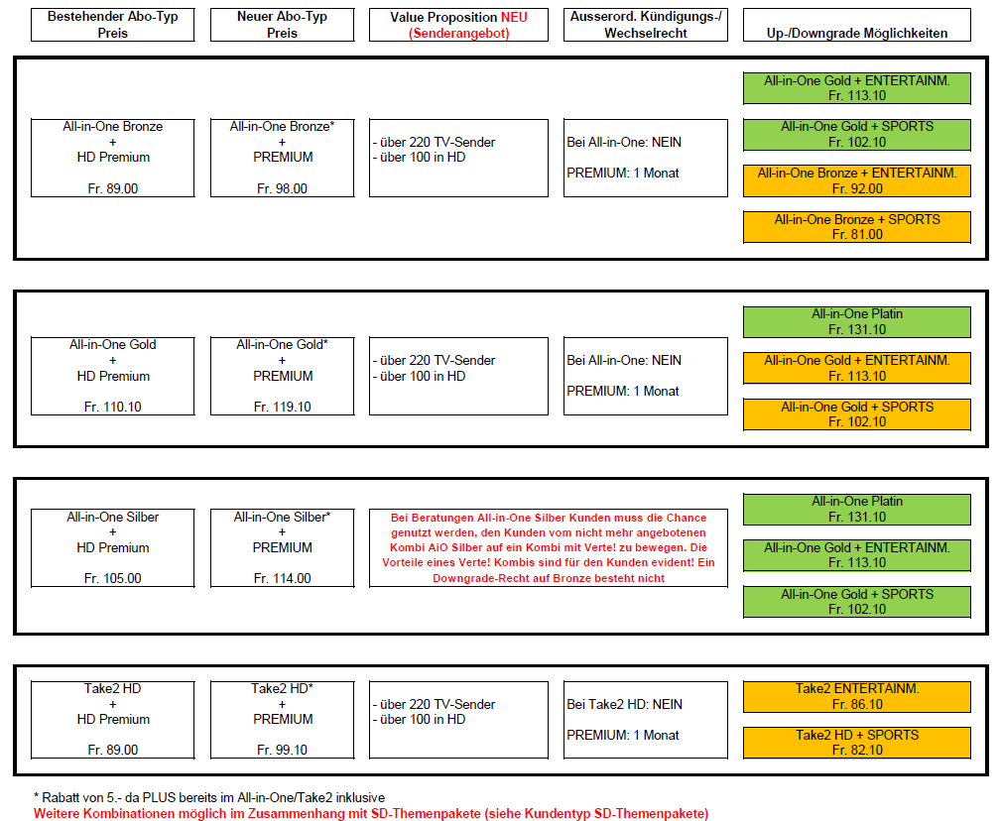 Bestehender Abo-Typ
Preis
Neuer Abo-Typ
Preis
Value Proposition NEU
(Senderangebot)
Ausserord. Kündigungs-/
Wechselrecht
Up-/Downgrade Möglichkeiten
All-in-One Bronze
+
HD Premium
Fr. 89.00
All-in-One Bronze*
+
PREMIUM
Fr. 98.00
- über 220 TV-Sender
- über 100 in HD
Bei All-in-One: NEIN
PREMIUM: 1 Monat
All-in-One Gold + ENTERTAINM.
Fr. 113.10
All-in-One Gold + SPORTS
Fr. 102.10
All-in-One Bronze + ENTERTAINM.
Fr. 92.00
All-in-One Bronze + SPORTS
Fr. 81.00
All-in-One Gold
+
HD Premium
Fr. 110.10
All-in-One Gold*
+
PREMIUM
Fr. 119.10
- über 220 TV-Sender
- über 100 in HD
Bei All-in-One: NEIN
PREMIUM: 1 Monat
All-in-One Platin
Fr. 131.10
All-in-One Gold + ENTERTAINM.
Fr. 113.10
All-in-One Gold + SPORTS
Fr. 102.10
All-in-One Silber
+
HD Premium
Fr. 105.00
All-in-One Silber*
+
PREMIUM
Fr. 114.00
Bei Beratungen All-in-One Silber Kunden muss die Chance
genutzt werden, den Kunden vom nicht mehr angebotenen
Kombi AiO Silber auf ein Kombi mit Verte! zu bewegen. Die
Vorteile eines Verte! Kombis sind für den Kunden evident! Ein
Downgrade-Recht auf Bronze besteht nicht
All-in-One Platin
Fr. 131.10
All-in-One Gold + ENTERTAINM.
Fr. 113.10
All-in-One Gold + SPORTS
Fr. 102.10
Take2 HD
+
HD Premium
Fr. 89.00
Take2 HD*
+
PREMIUM
Fr. 99.10
- über 220 TV-Sender
- über 100 in HD
Bei Take2 HD: NEIN
PREMIUM: 1 Monat
Take2 ENTERTAINM.
Fr. 86.10
Take2 HD + SPORTS
Fr. 82.10
* Rabatt von 5.- da PLUS bereits im All-in-One/Take2 inklusive
Weitere Kombinationen möglich im Zusammenhang mit SD-Themenpakete (siehe Kundentyp SD-Themenpakete)